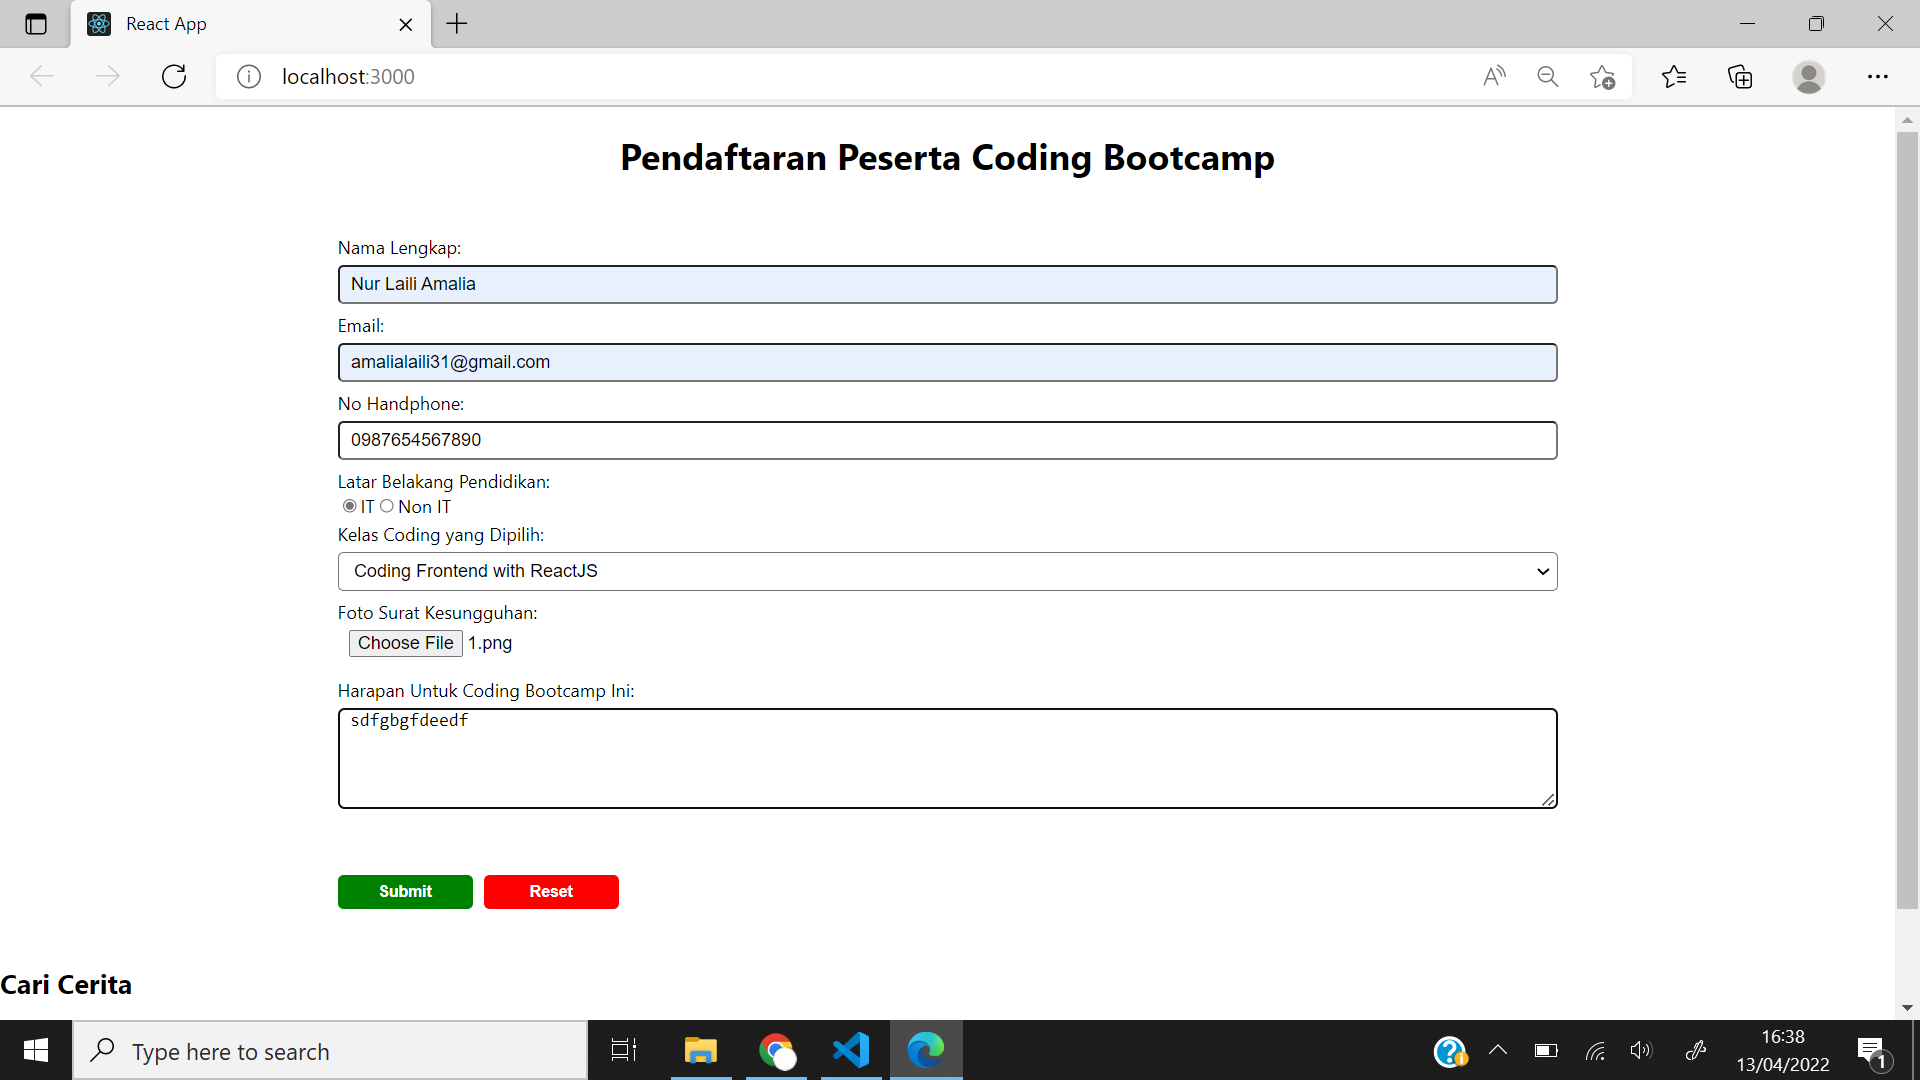 React App
localhost:3000
Pendaftaran Peserta Coding Bootcamp
Nama Lengkap:
Nur Laili Amalia
Email:
amalialaili31@gmail.com
No Handphone:
0987654567890
Latar Belakang Pendidikan:
IT Non IT
Kelas Coding yang Dipilih:
Coding Frontend with ReactJS
Foto Surat Kesungguhan:
Choose File 1.png
Harapan Untuk Coding Bootcamp Ini:
sdfgbgfdeedf
Submit Reset
Cari Cerita
Type here to search
16:38
13/04/2022
1